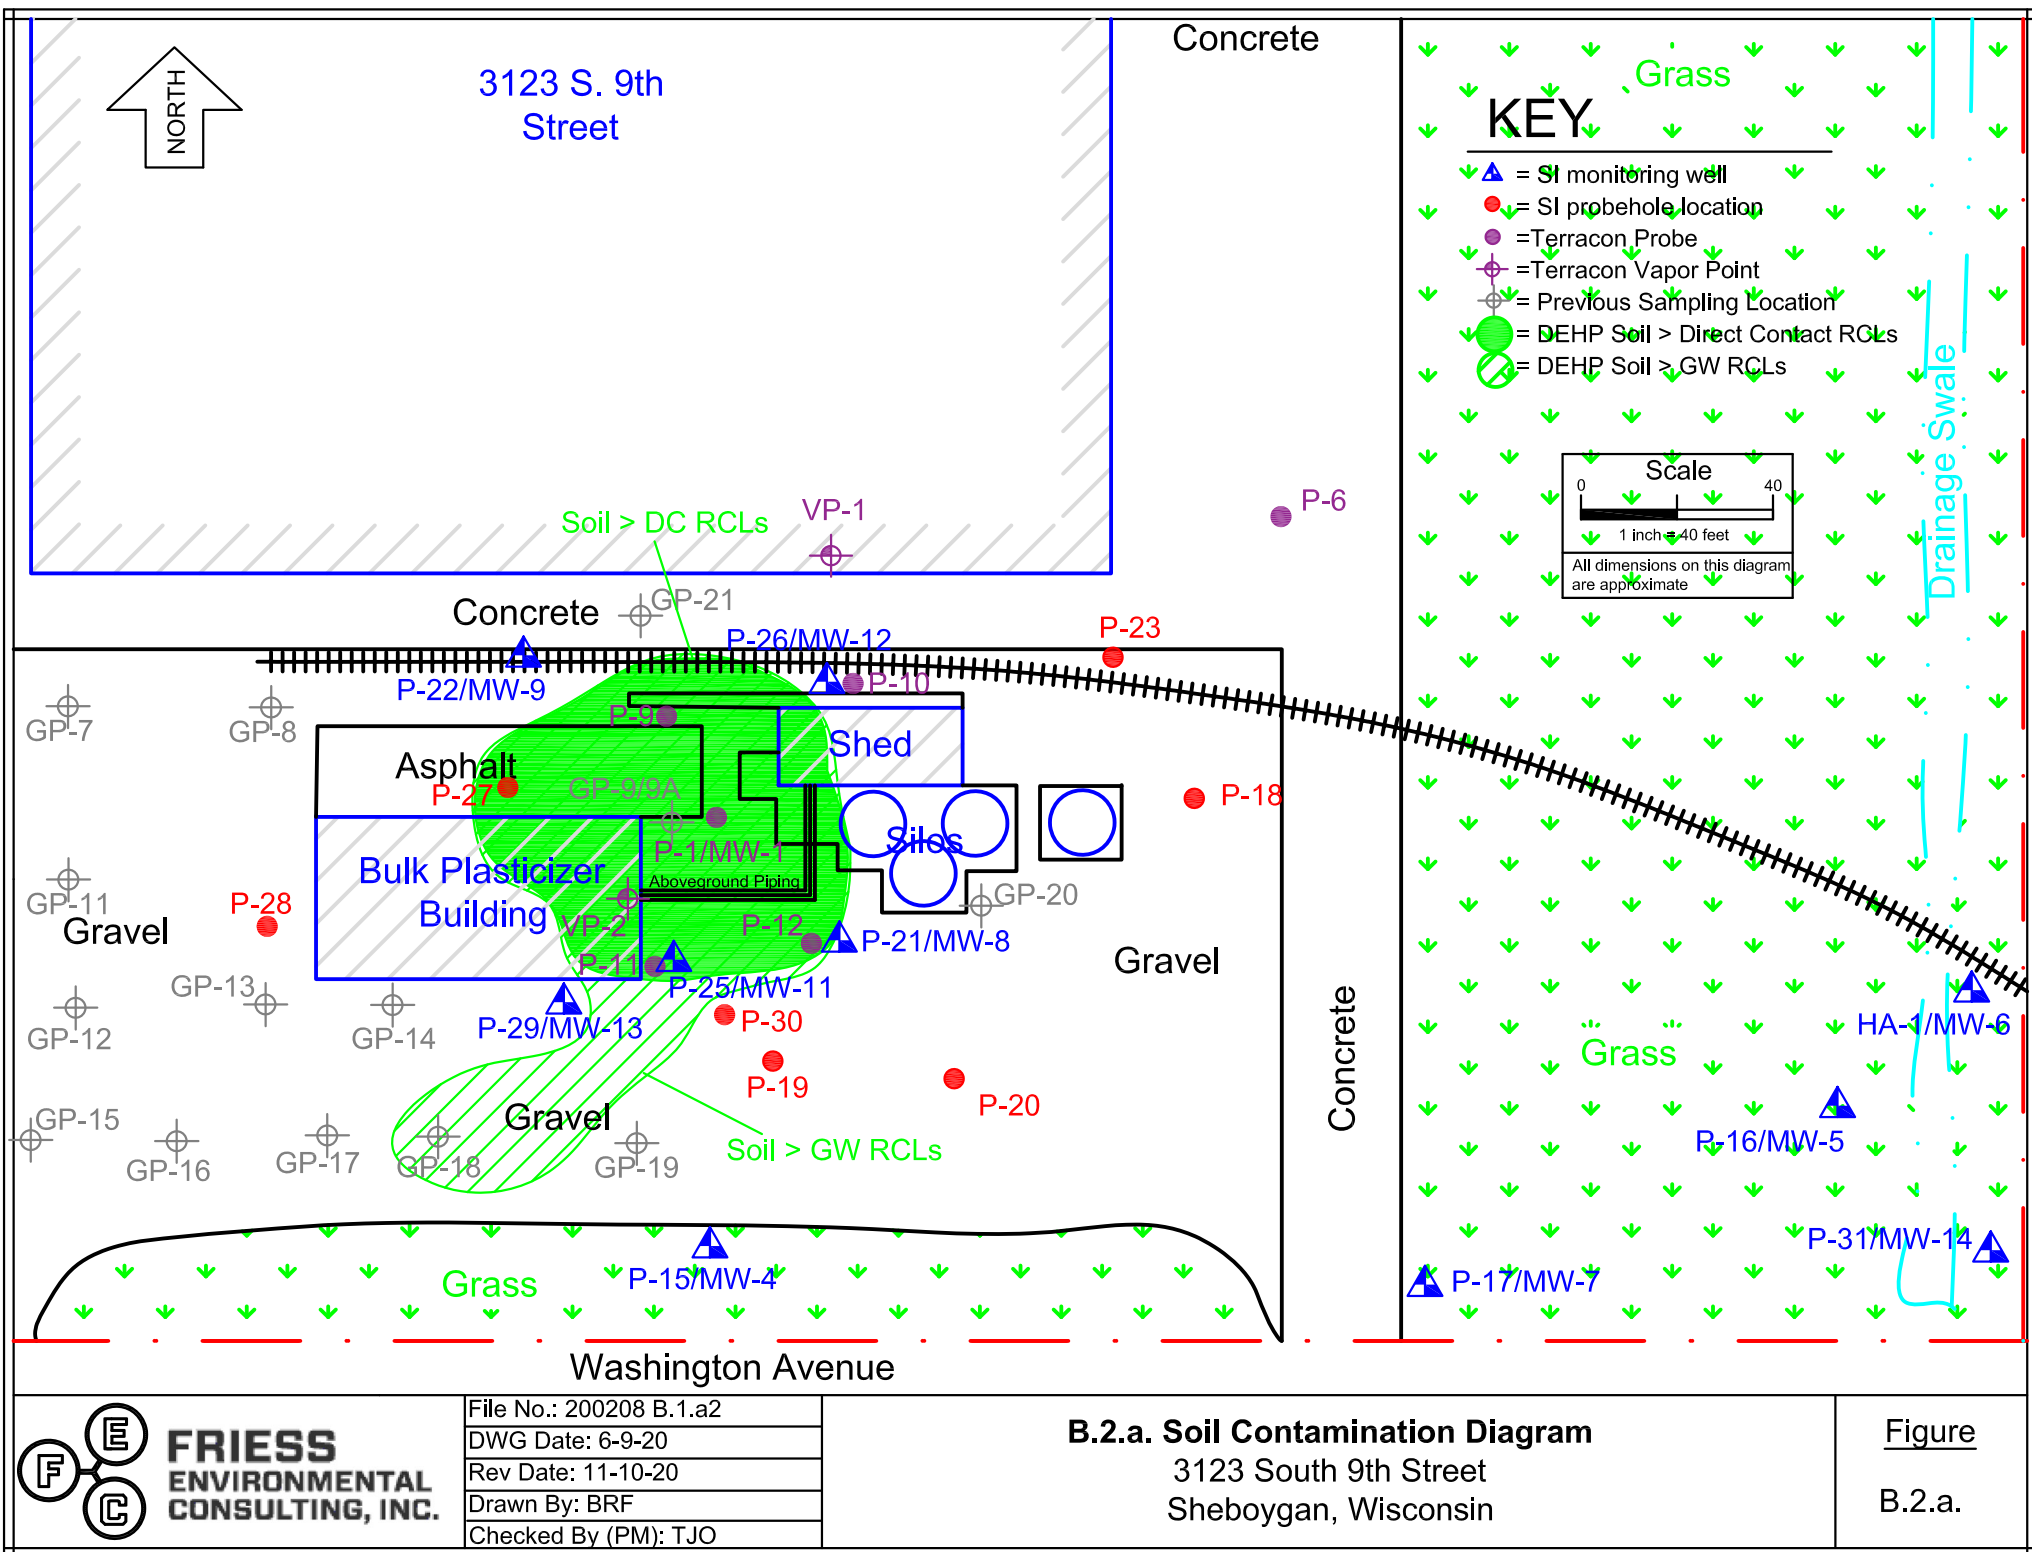 Concrete
NORTH
3123 S. 9th
Street
Grass
KEY
= SI monitoring well
= SI probehole location
=Terracon Probe
=Terracon Vapor Point
= Previous Sampling Location
= DEHP Soil > Direct Contact RCLs
= DEHP Soil > GW RCLs
Drainage Swale
Scale
0 40
1 inch = 40 feet
All dimensions on this diagram
are approximate
Soil > DC RCLs
VP-1
P-6
Concrete
GP-21
P-26/MW-12
P-23
P-22/MW-9
P-10
GP-7
GP-8
P-9
Shed
Asphalt
P-27
GP-9/9A
P-18
Silos
P-1/MW-1
Bulk Plasticizer
Building
Aboveground Piping
GP-11
P-28
GP-20
Gravel
VP-2
P-12
P-21/MW-8
Gravel
P-11
GP-13
P-25/MW-11
GP-12
GP-14
P-29/MW-13
P-30
Concrete
HA-1/MW-6
Grass
P-19
P-20
GP-15
Gravel
GP-16
GP-17
GP-18
GP-19
Soil > GW RCLs
P-16/MW-5
P-31/MW-14
Grass
P-15/MW-4
P-17/MW-7
Washington Avenue
F E C
FRIESS
ENVIRONMENTAL
CONSULTING, INC.
File No.: 200208 B.1.a2
DWG Date: 6-9-20
Rev Date: 11-10-20
Drawn By: BRF
Checked By (PM): TJO
B.2.a. Soil Contamination Diagram
3123 South 9th Street
Sheboygan, Wisconsin
Figure
B.2.a.